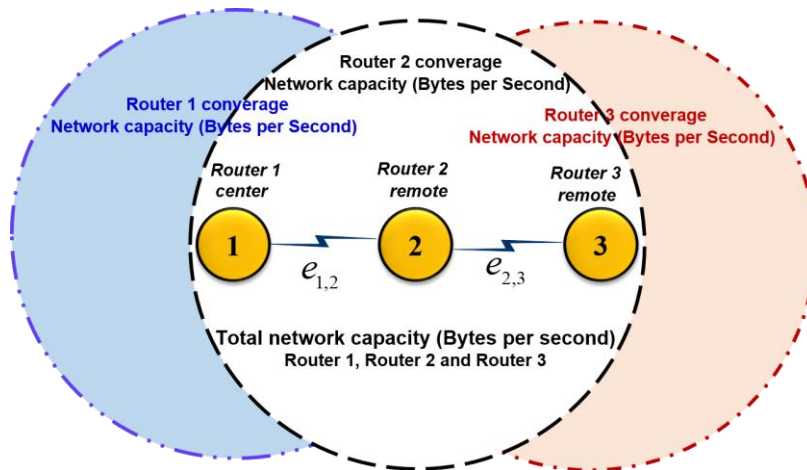 Router 2 converage
Network capacity (Bytes per Second)
Router 1 converage
Network capacity (Bytes per Second)
Router 3 converage
Network capacity (Bytes per Second)
Router 1
center
Router 2
remote
Router 3
remote
1
2
3
e1,2
e2,3
Total network capacity (Bytes per second)
Router 1, Router 2 and Router 3